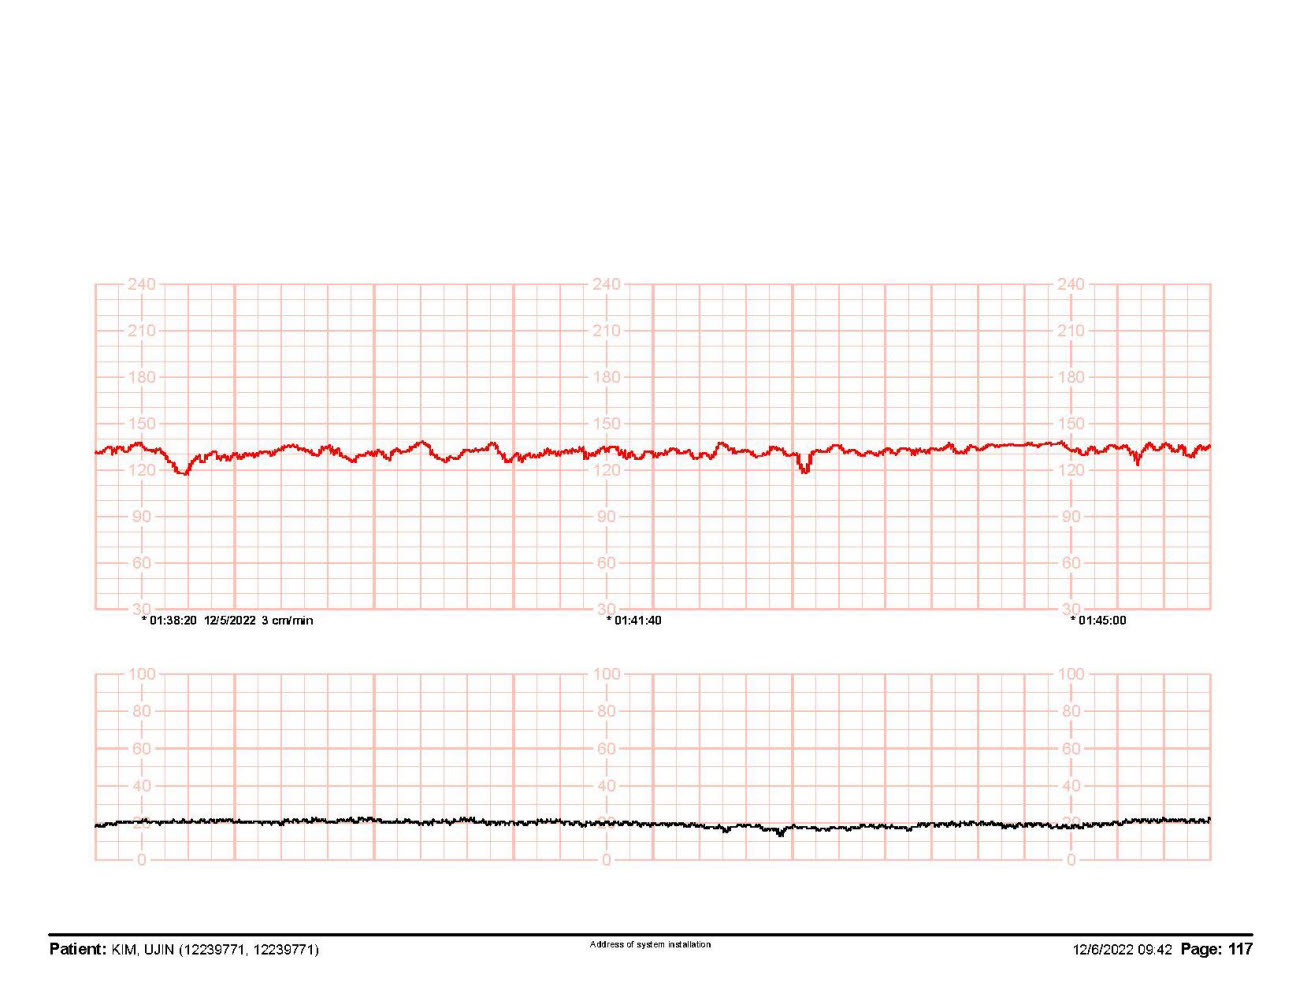 240 240 240
210 210 210
180 180 180
150 150 150
120 120 120
90 90 90
60 60 60
30 30 30
* 01:38:20 12/5/2022 3 cm/min * 01:41:40 * 01:45:00
100 100 100
80 80 80
60 60 60
40 40 40
20 20 20
0 0 0
Patient: KIM, UJIN (12239771, 12239771) Address of system installation 12/6/2022 09:42 Page: 117